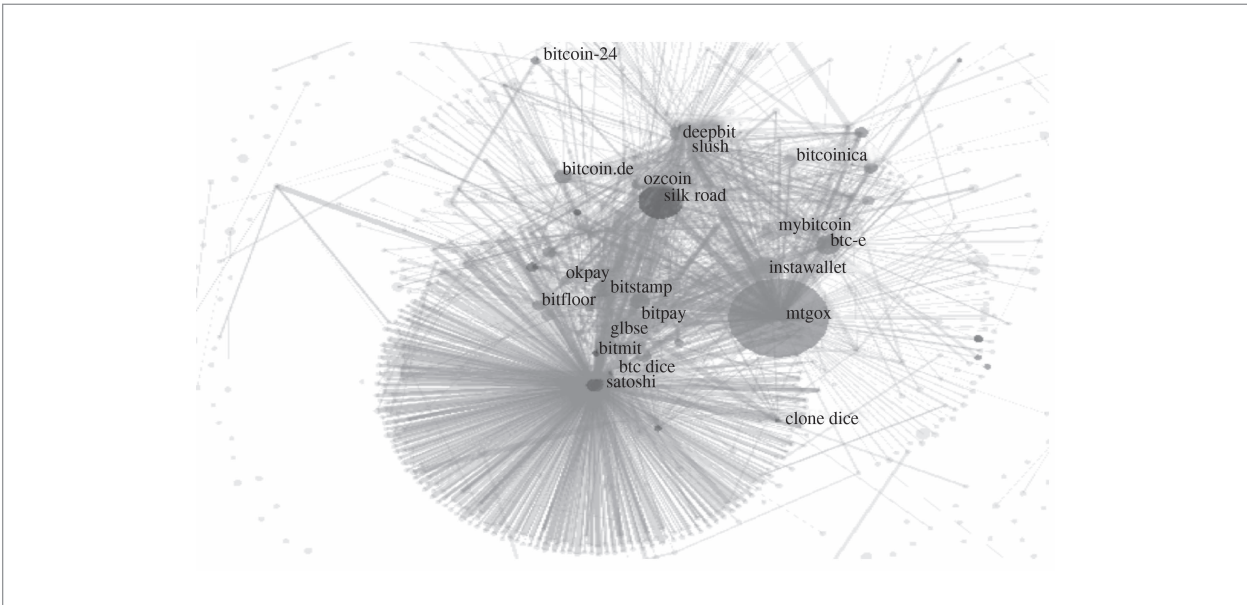 bitcoin-24
deepbit
slush
bitcoinica
bitcoin.de
ozcoin
silk road
mybitcoin
btc-e
instawallet
okpay
bitstamp
bitfloor
bitpay
mtgox
glbse
bitmit
btc dice
satoshi
clone dice